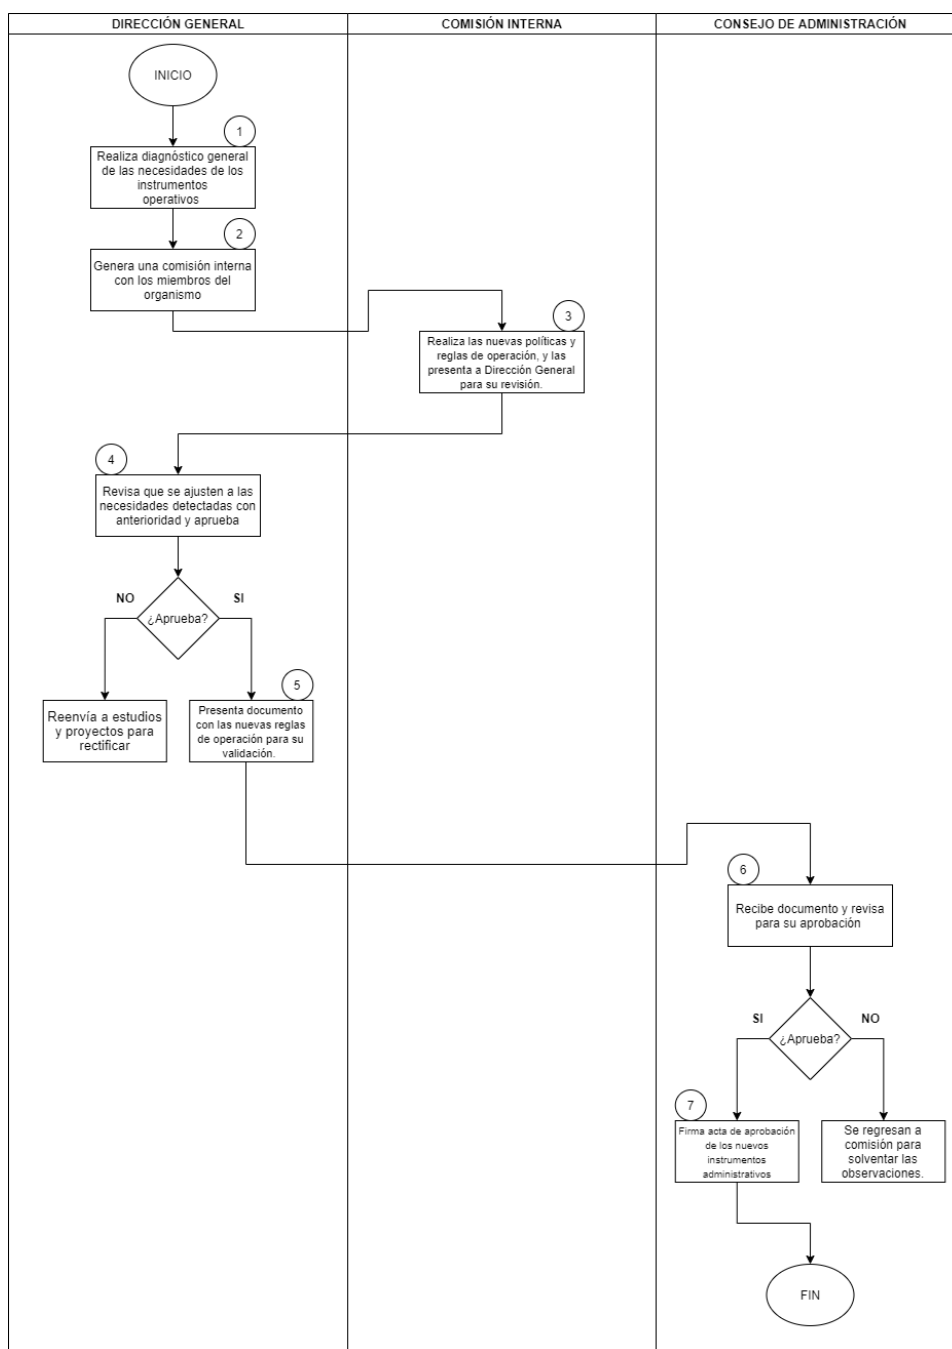 DIRECCIÓN GENERAL
COMISIÓN INTERNA
CONSEJO DE ADMINISTRACIÓN
INICIO
1
Realiza diagnóstico general
de las necesidades de los
instrumentos
operativos
2
Genera una comisión interna
con los miembros del
organismo
3
Realiza las nuevas políticas y
reglas de operación, y las
presenta a Dirección General
para su revisión.
4
Revisa que se ajusten a las
necesidades detectadas con
anterioridad y aprueba
NO
SI
¿Aprueba?
Reenvía a estudios
y proyectos para
rectificar
5
Presenta documento
con las nuevas reglas
de operación para su
validación.
6
Recibe documento y revisa
para su aprobación
SI
NO
¿Aprueba?
7
Firma acta de aprobación
de los nuevos
instrumentos
administrativos
Se regresan a
comisión para
solventar las
observaciones.
FIN